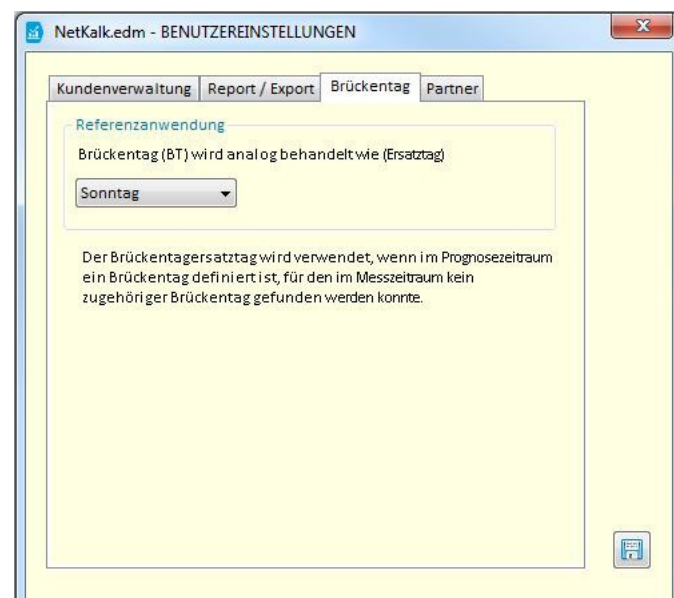 NetKalk.edm - BENUTZEREINSTELLUNGEN
Kundenverwaltung Report / Export Brückentag Partner
Referenzanwendung
Brückentag (BT) wird analog behandelt wie (Ersatztag)
Sonntag
Der Brückentagersatztag wird verwendet, wenn im Prognosezeitraum
ein Brückentag definiert ist, für den im Messzeitraum kein
zugehöriger Brückentag gefunden werden konnte.